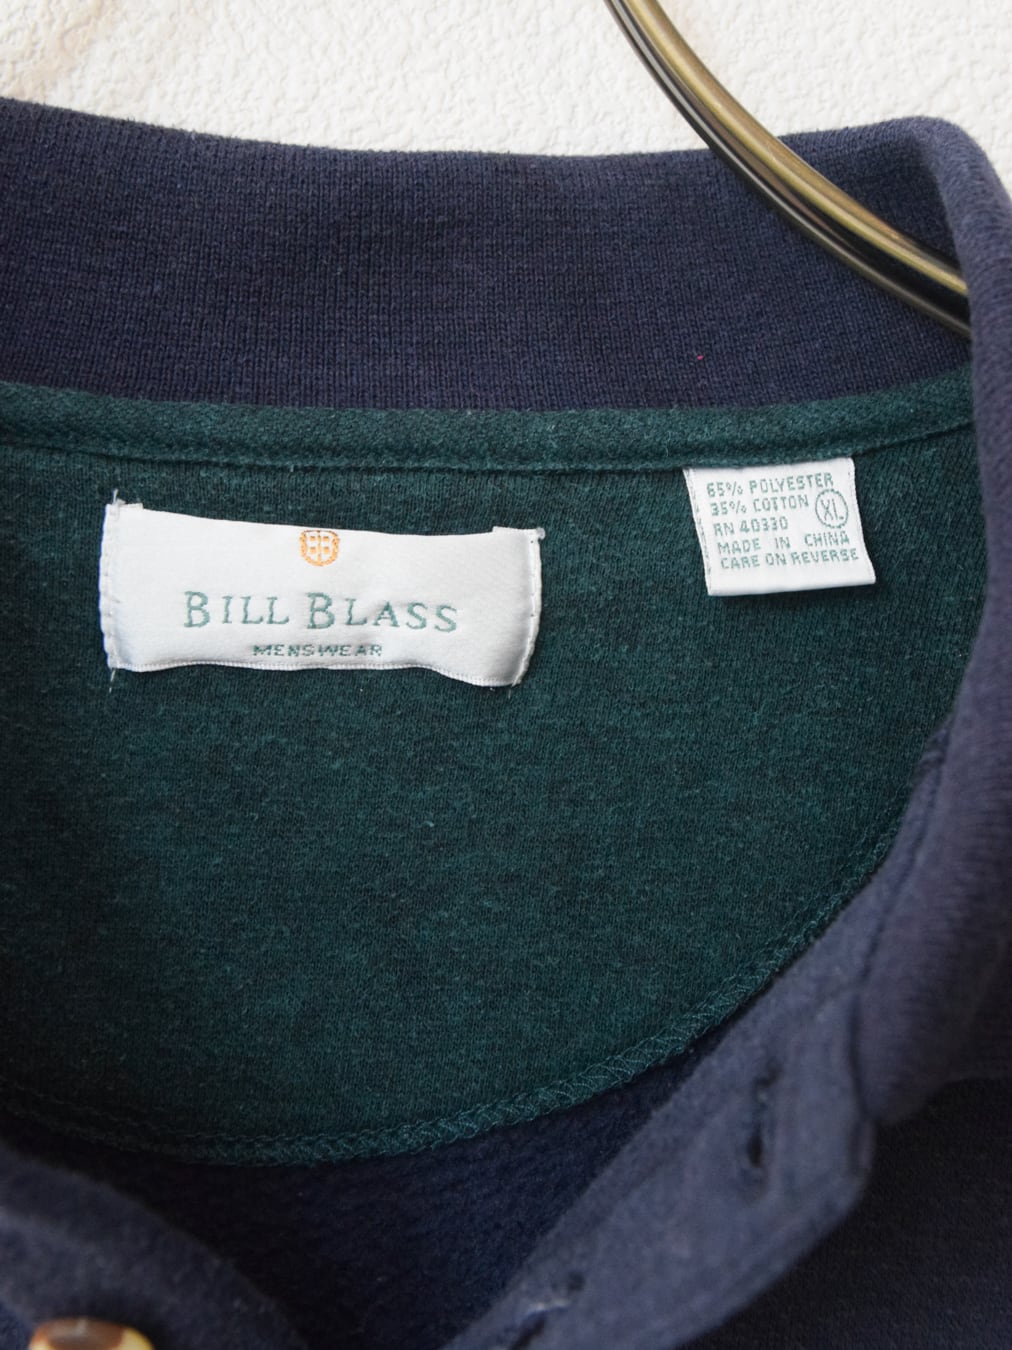 BILL BLASS
MENSWEAR
65% POLYESTER
35% COTTON
XL
RN 40330
MADE IN CHINA
CARE ON REVERSE